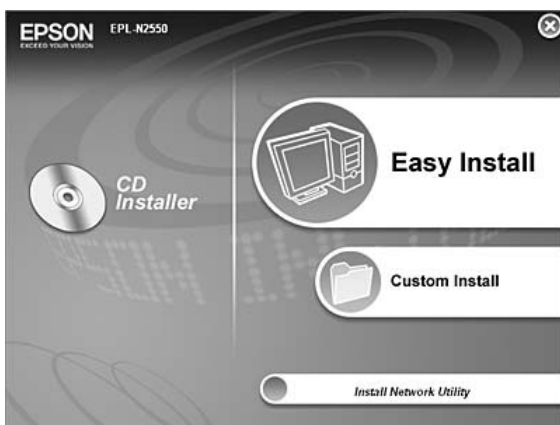 EPSON
EXCEED YOUR VISION
EPL-N2550
CD
Installer
Easy Install
Custom Install
Install Network Utility